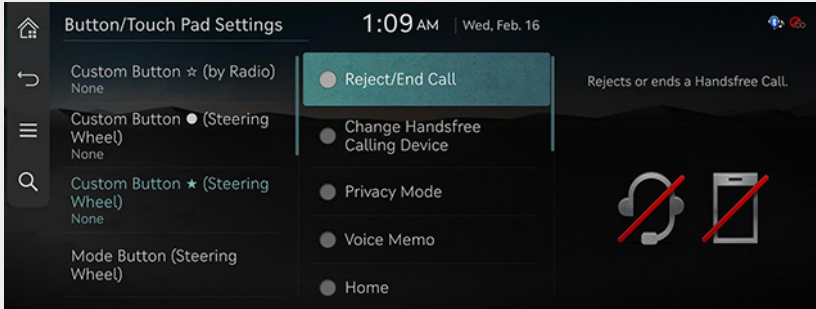 Button/Touch Pad Settings
1:09 AM
Wed, Feb. 16
Custom Button ☆ (by Radio)
None
Custom Button ● (Steering
Wheel)
None
Custom Button ★ (Steering
Wheel)
None
Mode Button (Steering
Wheel)
Reject/End Call
Change Handsfree
Calling Device
Privacy Mode
Voice Memo
Home
Rejects or ends a Handsfree Call.